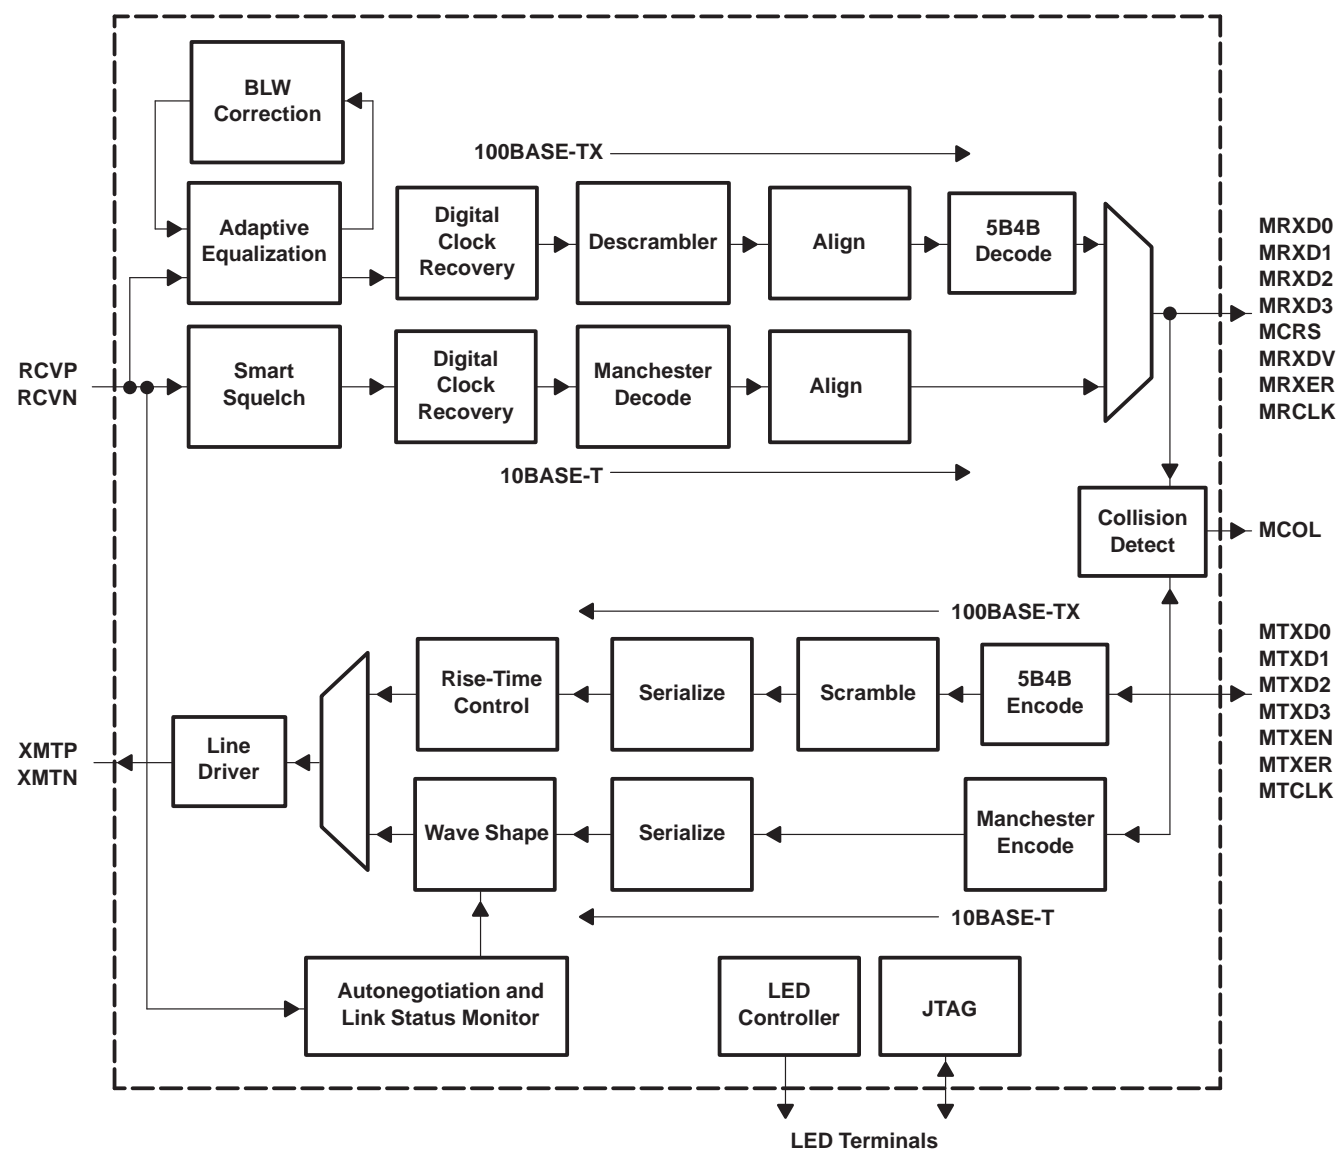 BLW
Correction
100BASE-TX
Adaptive
Equalization
Digital
Clock
Recovery
Descrambler
Align
5B4B
Decode
MRXD0
MRXD1
MRXD2
MRXD3
MCRS
MRXDV
MRXER
MRCLK
RCVP
RCVN
Smart
Squelch
Digital
Clock
Recovery
Manchester
Decode
Align
10BASE-T
Collision
Detect
MCOL
100BASE-TX
MTXD0
MTXD1
MTXD2
MTXD3
MTXEN
MTXER
MTCLK
Rise-Time
Control
Serialize
Scramble
5B4B
Encode
XMTP
XMTN
Line
Driver
Wave Shape
Serialize
Manchester
Encode
10BASE-T
Autonegotiation and
Link Status Monitor
LED
Controller
JTAG
LED Terminals